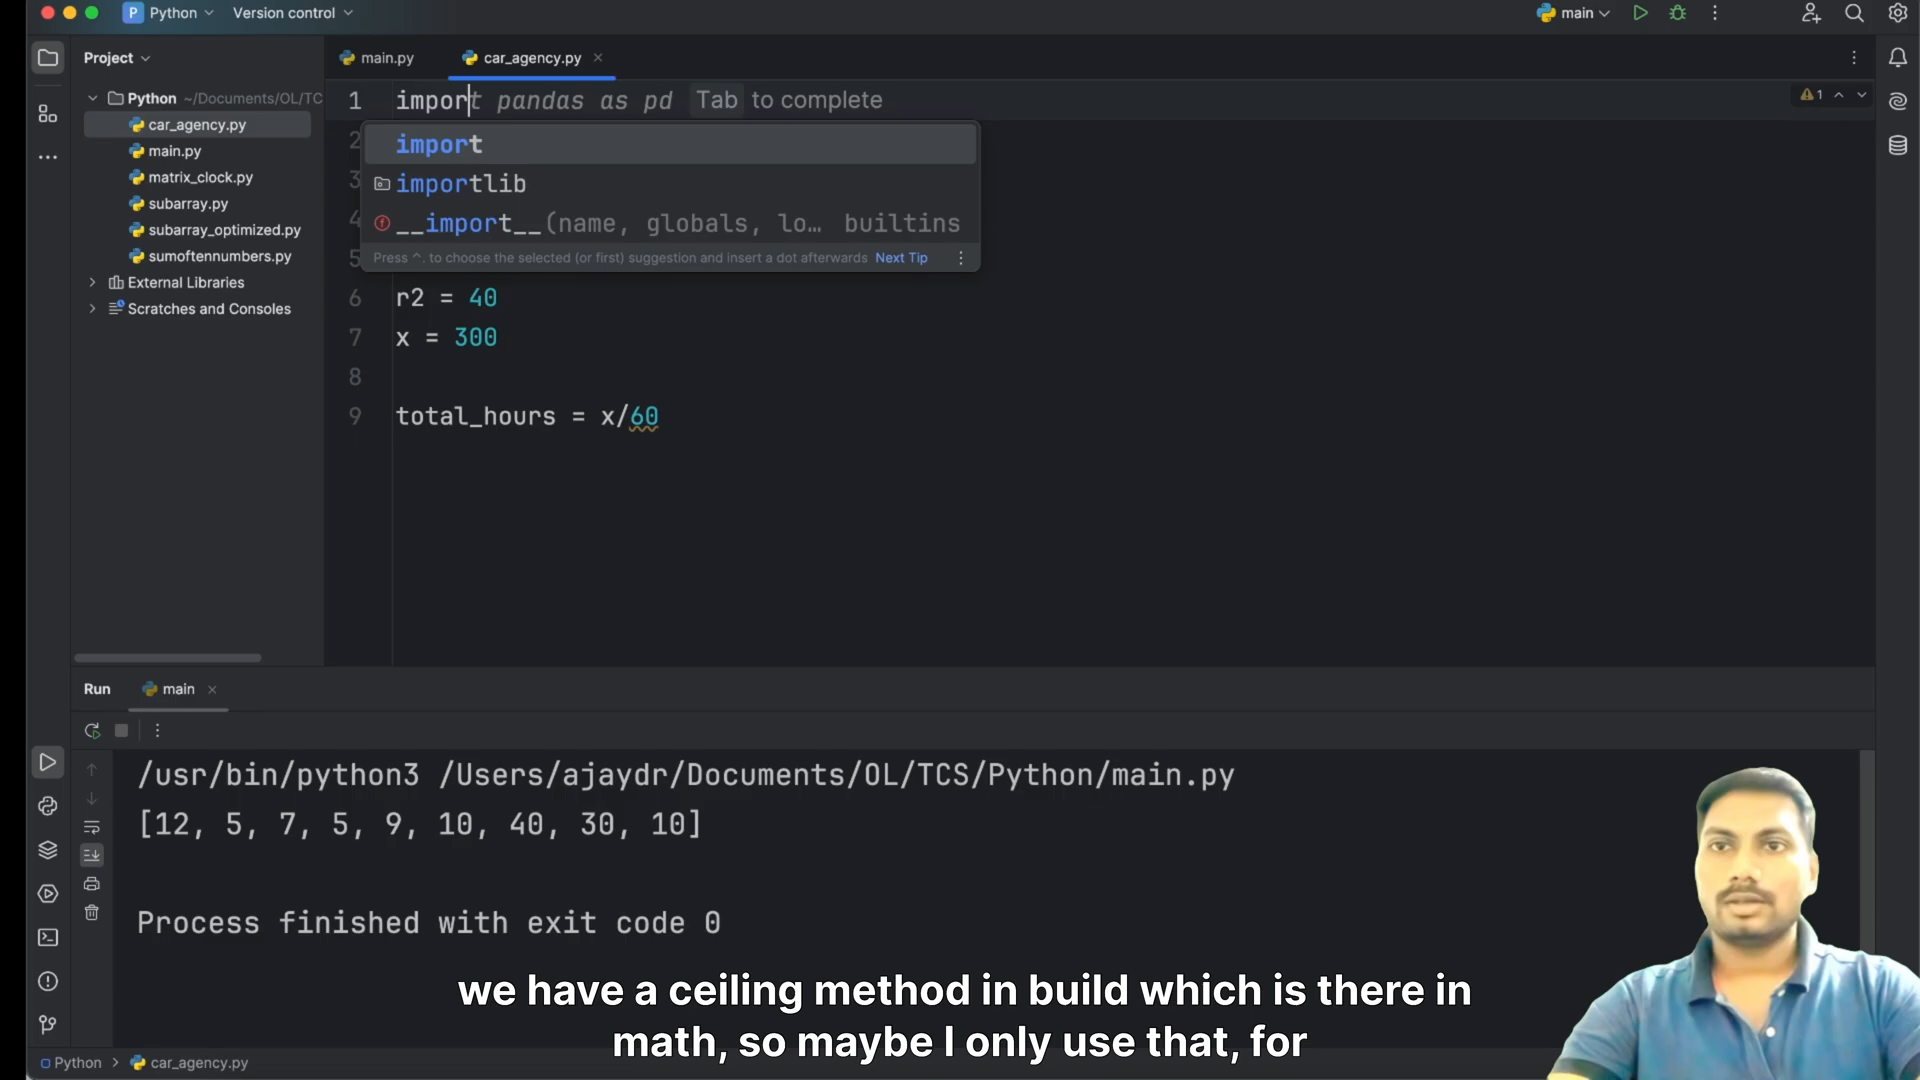 P Python Version control main
Project main.py car_agency.py
Python ~/Documents/OL/TC
car_agency.py
main.py
matrix_clock.py
subarray.py
subarray_optimized.py
sumoftennumbers.py
External Libraries
Scratches and Consoles
1 import pandas as pd Tab to complete
1
2
import
3
importlib
4
__import__(name, globals, lo… builtins
5
Press ^. to choose the selected (or first) suggestion and insert a dot afterwards Next Tip
6 r2 = 40
7 x = 300
8
9 total_hours = x/60
Run main
/usr/bin/python3 /Users/ajaydr/Documents/OL/TCS/Python/main.py
[12, 5, 7, 5, 9, 10, 40, 30, 10]
Process finished with exit code 0
we have a ceiling method in build which is there in
math, so maybe I only use that, for
Python > car_agency.py